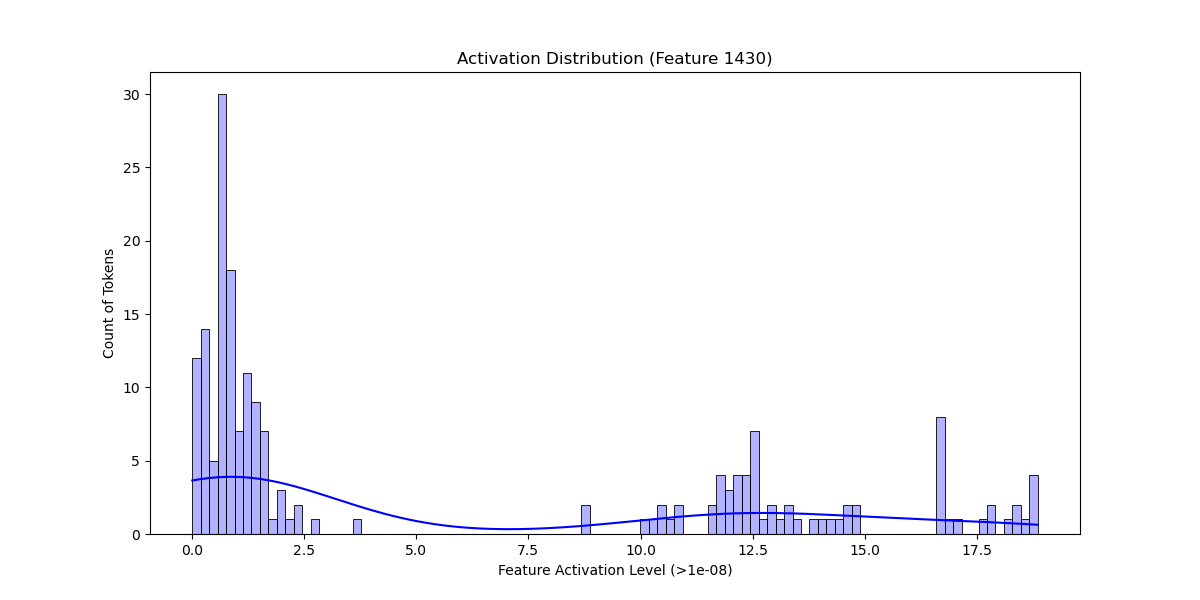 Activation Distribution (Feature 1430)
30
25
20
15
10
5
0
Count of Tokens
0.0 2.5 5.0 7.5 10.0 12.5 15.0 17.5
Feature Activation Level (>1e-08)